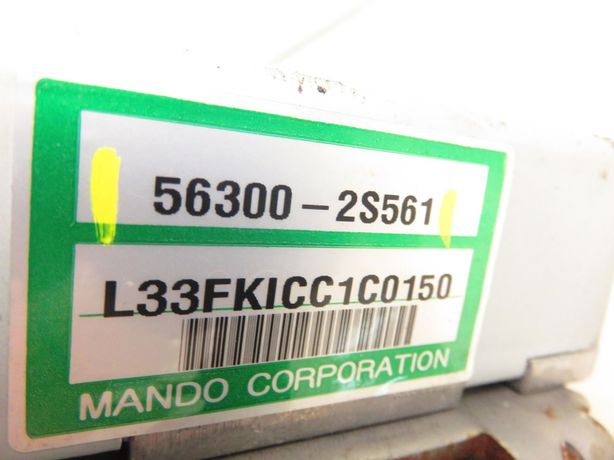 56300-2S561
L33FKICC1C0150
MANDO CORPORATION